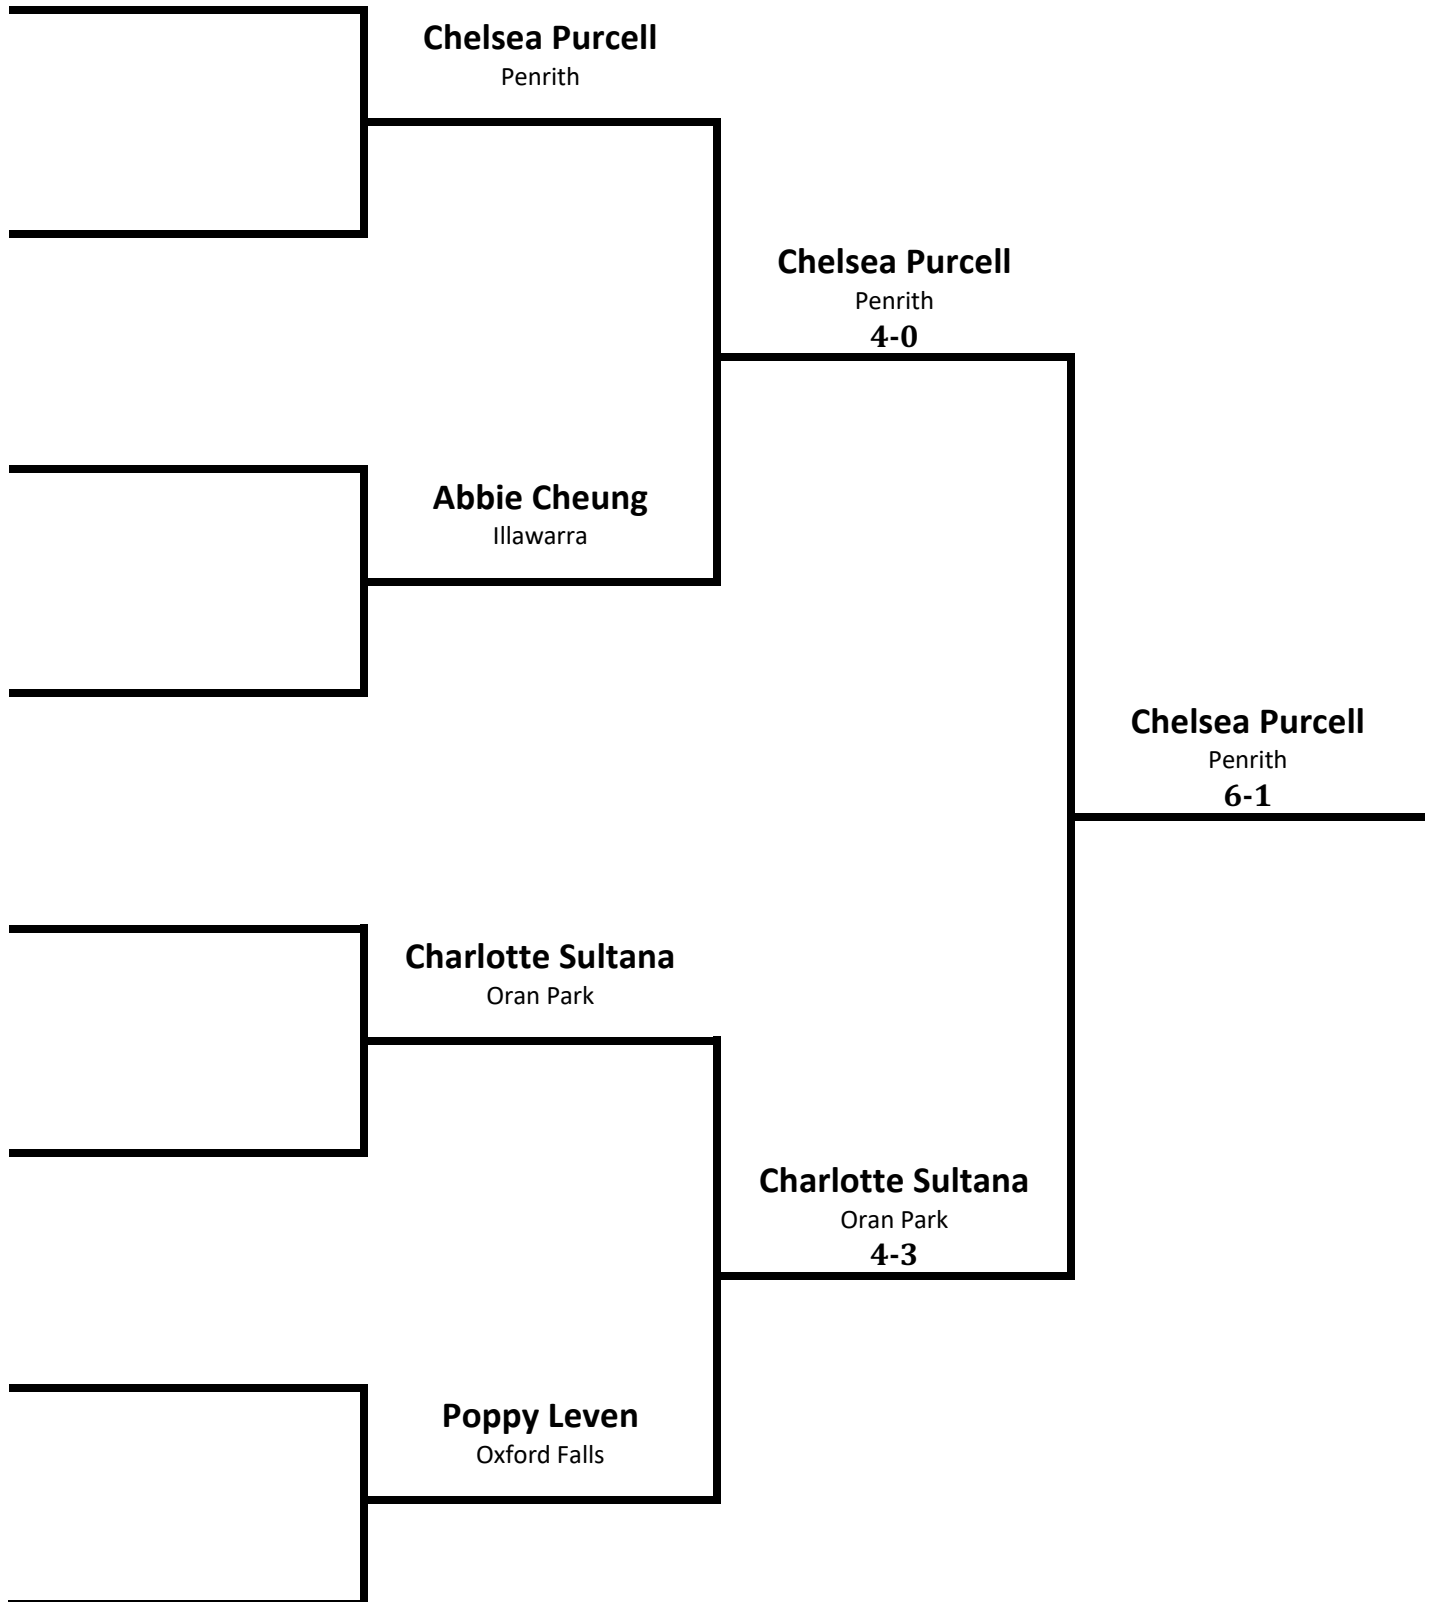 Chelsea Purcell
Penrith
Chelsea Purcell
Penrith
4-0
Abbie Cheung
Illawarra
Chelsea Purcell
Penrith
6-1
Charlotte Sultana
Oran Park
Charlotte Sultana
Oran Park
4-3
Poppy Leven
Oxford Falls